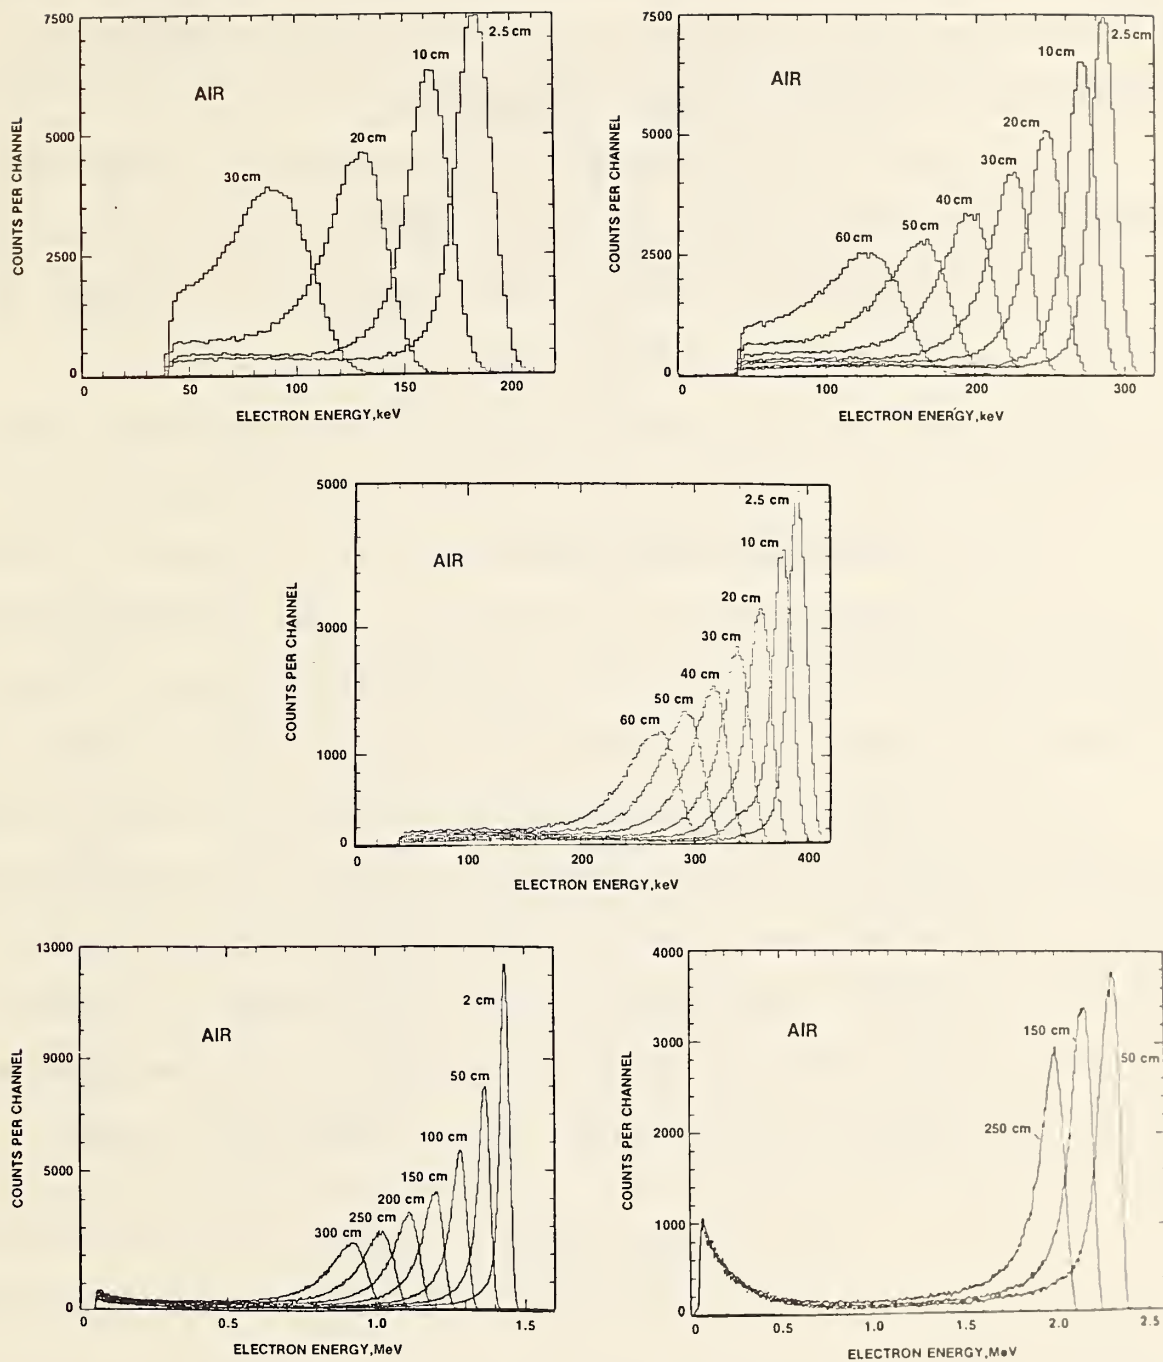 7500
5000
2500
0
COUNTS PER CHANNEL
AIR
30 cm
20 cm
10 cm
2.5 cm
0
50
100
150
200
ELECTRON ENERGY,keV
7500
5000
2500
0
COUNTS PER CHANNEL
AIR
60 cm
50 cm
40 cm
30 cm
20 cm
10 cm
2.5 cm
0
100
200
300
ELECTRON ENERGY,keV
5000
3000
1000
0
COUNTS PER CHANNEL
AIR
2.5 cm
10 cm
20 cm
30 cm
40 cm
50 cm
60 cm
0
100
200
300
400
ELECTRON ENERGY,keV
13000
9000
5000
0
COUNTS PER CHANNEL
AIR
2 cm
50 cm
100 cm
150 cm
200 cm
250 cm
300 cm
0
0.5
1.0
1.5
ELECTRON ENERGY,MeV
4000
3000
2000
1000
0
COUNTS PER CHANNEL
AIR
150 cm
50 cm
250 cm
0
0.5
1.0
1.5
2.0
2.5
ELECTRON ENERGY,MeV